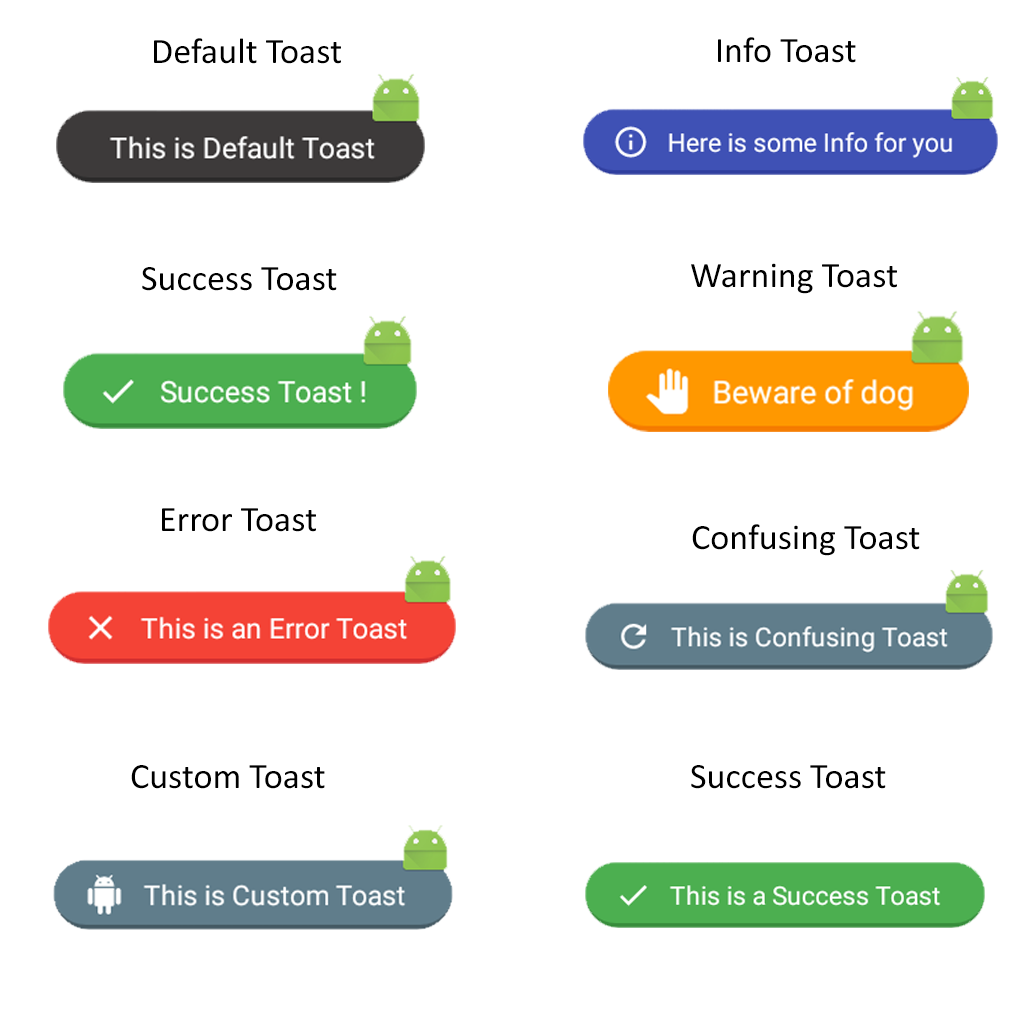 Default Toast
This is Default Toast
Info Toast
Here is some Info for you
Success Toast
Success Toast !
Warning Toast
Beware of dog
Error Toast
This is an Error Toast
Confusing Toast
This is Confusing Toast
Custom Toast
This is Custom Toast
Success Toast
This is a Success Toast